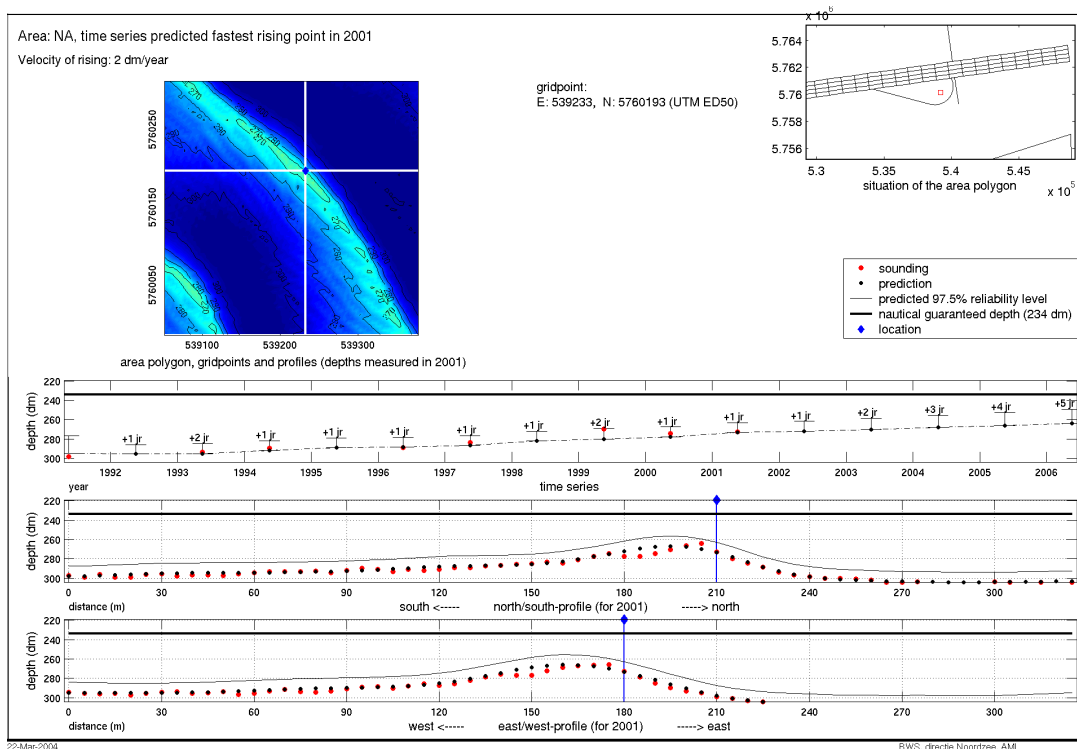 Area: NA, time series predicted fastest rising point in 2001
Velocity of rising: 2 dm/year
gridpoint:
E: 539233, N: 5760193 (UTM ED50)
x 10^6
5.764
5.762
5.76
5.758
5.756
5.3 5.35 5.4 5.45
x 10^5
situation of the area polygon
5760250
5760150
5760050
539100 539200 539300
area polygon, gridpoints and profiles (depths measured in 2001)
sounding
prediction
predicted 97.5% reliability level
nautical guaranteed depth (234 dm)
location
depth (dm)
220
240
260
280
300
+1 jr +2 jr +1 jr +1 jr +1 jr +1 jr +1 jr +2 jr +1 jr +1 jr +1 jr +2 jr +3 jr +4 jr +5 jr
1992 1993 1994 1995 1996 1997 1998 1999 2000 2001 2002 2003 2004 2005 2006
year
time series
depth (dm)
220
240
260
280
300
0 30 60 90 120 150 180 210 240 270 300
distance (m)
south <-----
north/south-profile (for 2001)
-----> north
depth (dm)
220
240
260
280
300
0 30 60 90 120 150 180 210 240 270 300
distance (m)
west <-----
east/west-profile (for 2001)
-----> east
22-Mar-2004
RWS, directie Noordzee, AMI